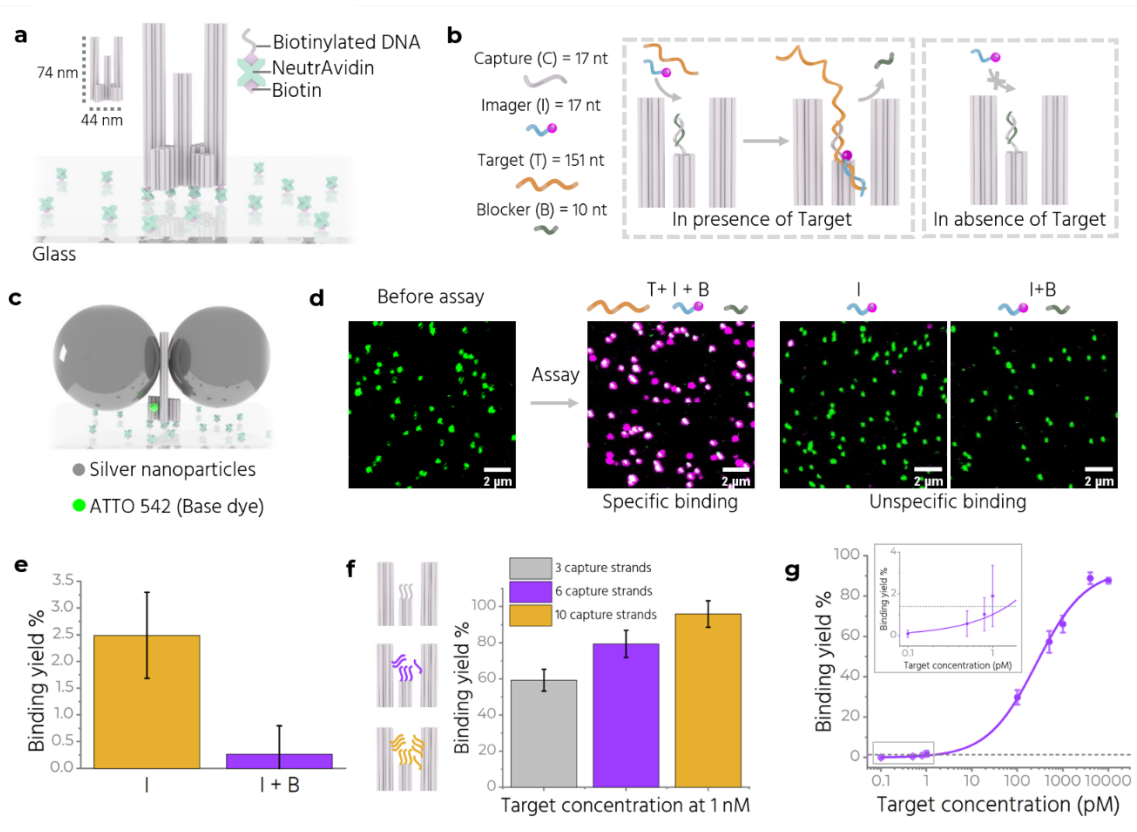 a
74 nm
44 nm
Biotinylated DNA
NeutrAvidin
Biotin
Glass
b
Capture (C) = 17 nt
Imager (I) = 17 nt
Target (T) = 151 nt
Blocker (B) = 10 nt
In presence of Target
In absence of Target
c
Silver nanoparticles
ATTO 542 (Base dye)
d
Before assay
T+ I + B
I
I+B
Assay
2 µm
2 µm
2 µm
2 µm
Specific binding
Unspecific binding
e
Binding yield %
3.5
3.0
2.5
2.0
1.5
1.0
0.5
0.0
I
I + B
f
3 capture strands
6 capture strands
10 capture strands
Binding yield %
100
80
60
40
20
0
Target concentration at 1 nM
g
Binding yield %
100
80
60
40
20
0
0.1
1
10
100
1000
10000
Target concentration (pM)
Binding yield %
4
2
0
0.1
1
Target concentration (pM)